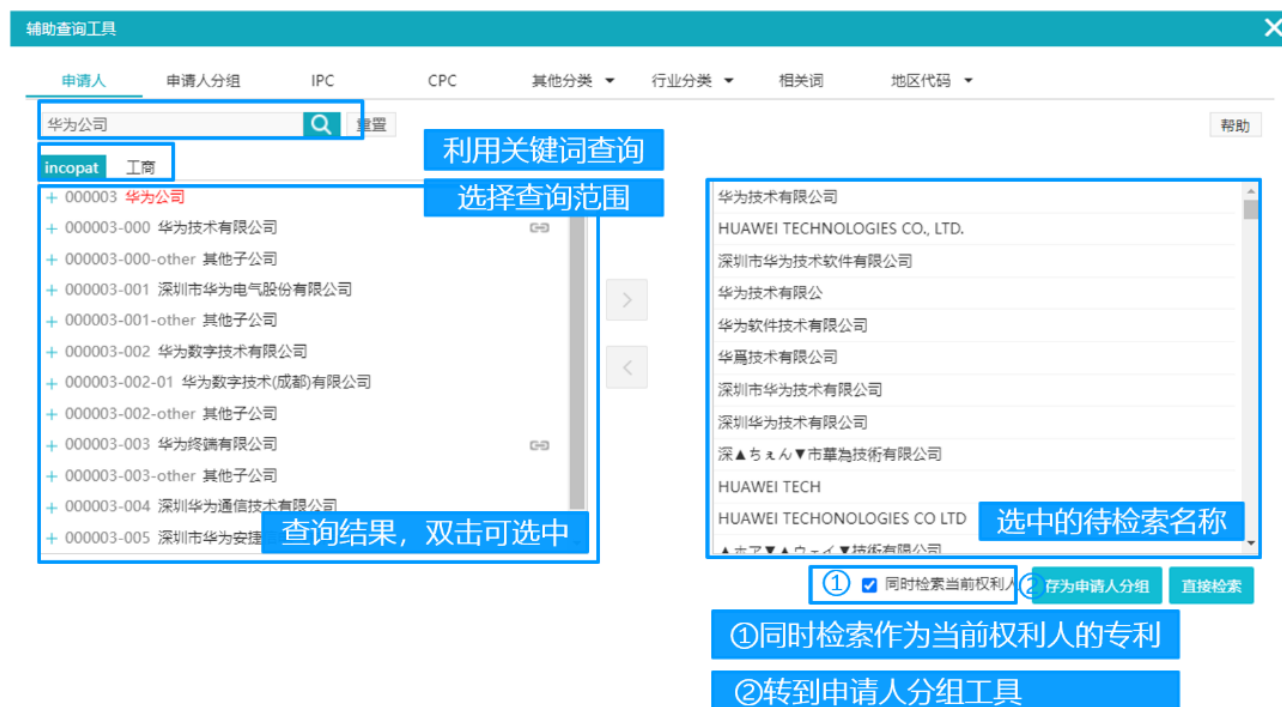 辅助查询工具
申请人 申请人分组 IPC CPC 其他分类 行业分类 相关词 地区代码
华为公司 重置 帮助
利用关键词查询
incopat 工商
选择查询范围
+ 000003 华为公司
+ 000003-000 华为技术有限公司
+ 000003-000-other 其他子公司
+ 000003-001 深圳市华为电气股份有限公司
+ 000003-001-other 其他子公司
+ 000003-002 华为数字技术有限公司
+ 000003-002-01 华为数字技术(成都)有限公司
+ 000003-002-other 其他子公司
+ 000003-003 华为终端有限公司
+ 000003-003-other 其他子公司
+ 000003-004 深圳华为通信技术有限公司
+ 000003-005 深圳市华为安捷
查询结果，双击可选中
华为技术有限公司
HUAWEI TECHNOLOGIES CO., LTD.
深圳市华为技术软件有限公司
华为技术有限公
华为软件技术有限公司
华爲技术有限公司
深圳市华为技术有限公司
深圳华为技术有限公司
深▲ちぇん▼市華為技術有限公司
HUAWEI TECH
HUAWEI TECHONOLOGIES CO LTD
▲ホア▼▲ウェイ▼技術有限公司
选中的待检索名称
① 同时检索当前权利人 ② 存为申请人分组 直接检索
①同时检索作为当前权利人的专利
②转到申请人分组工具